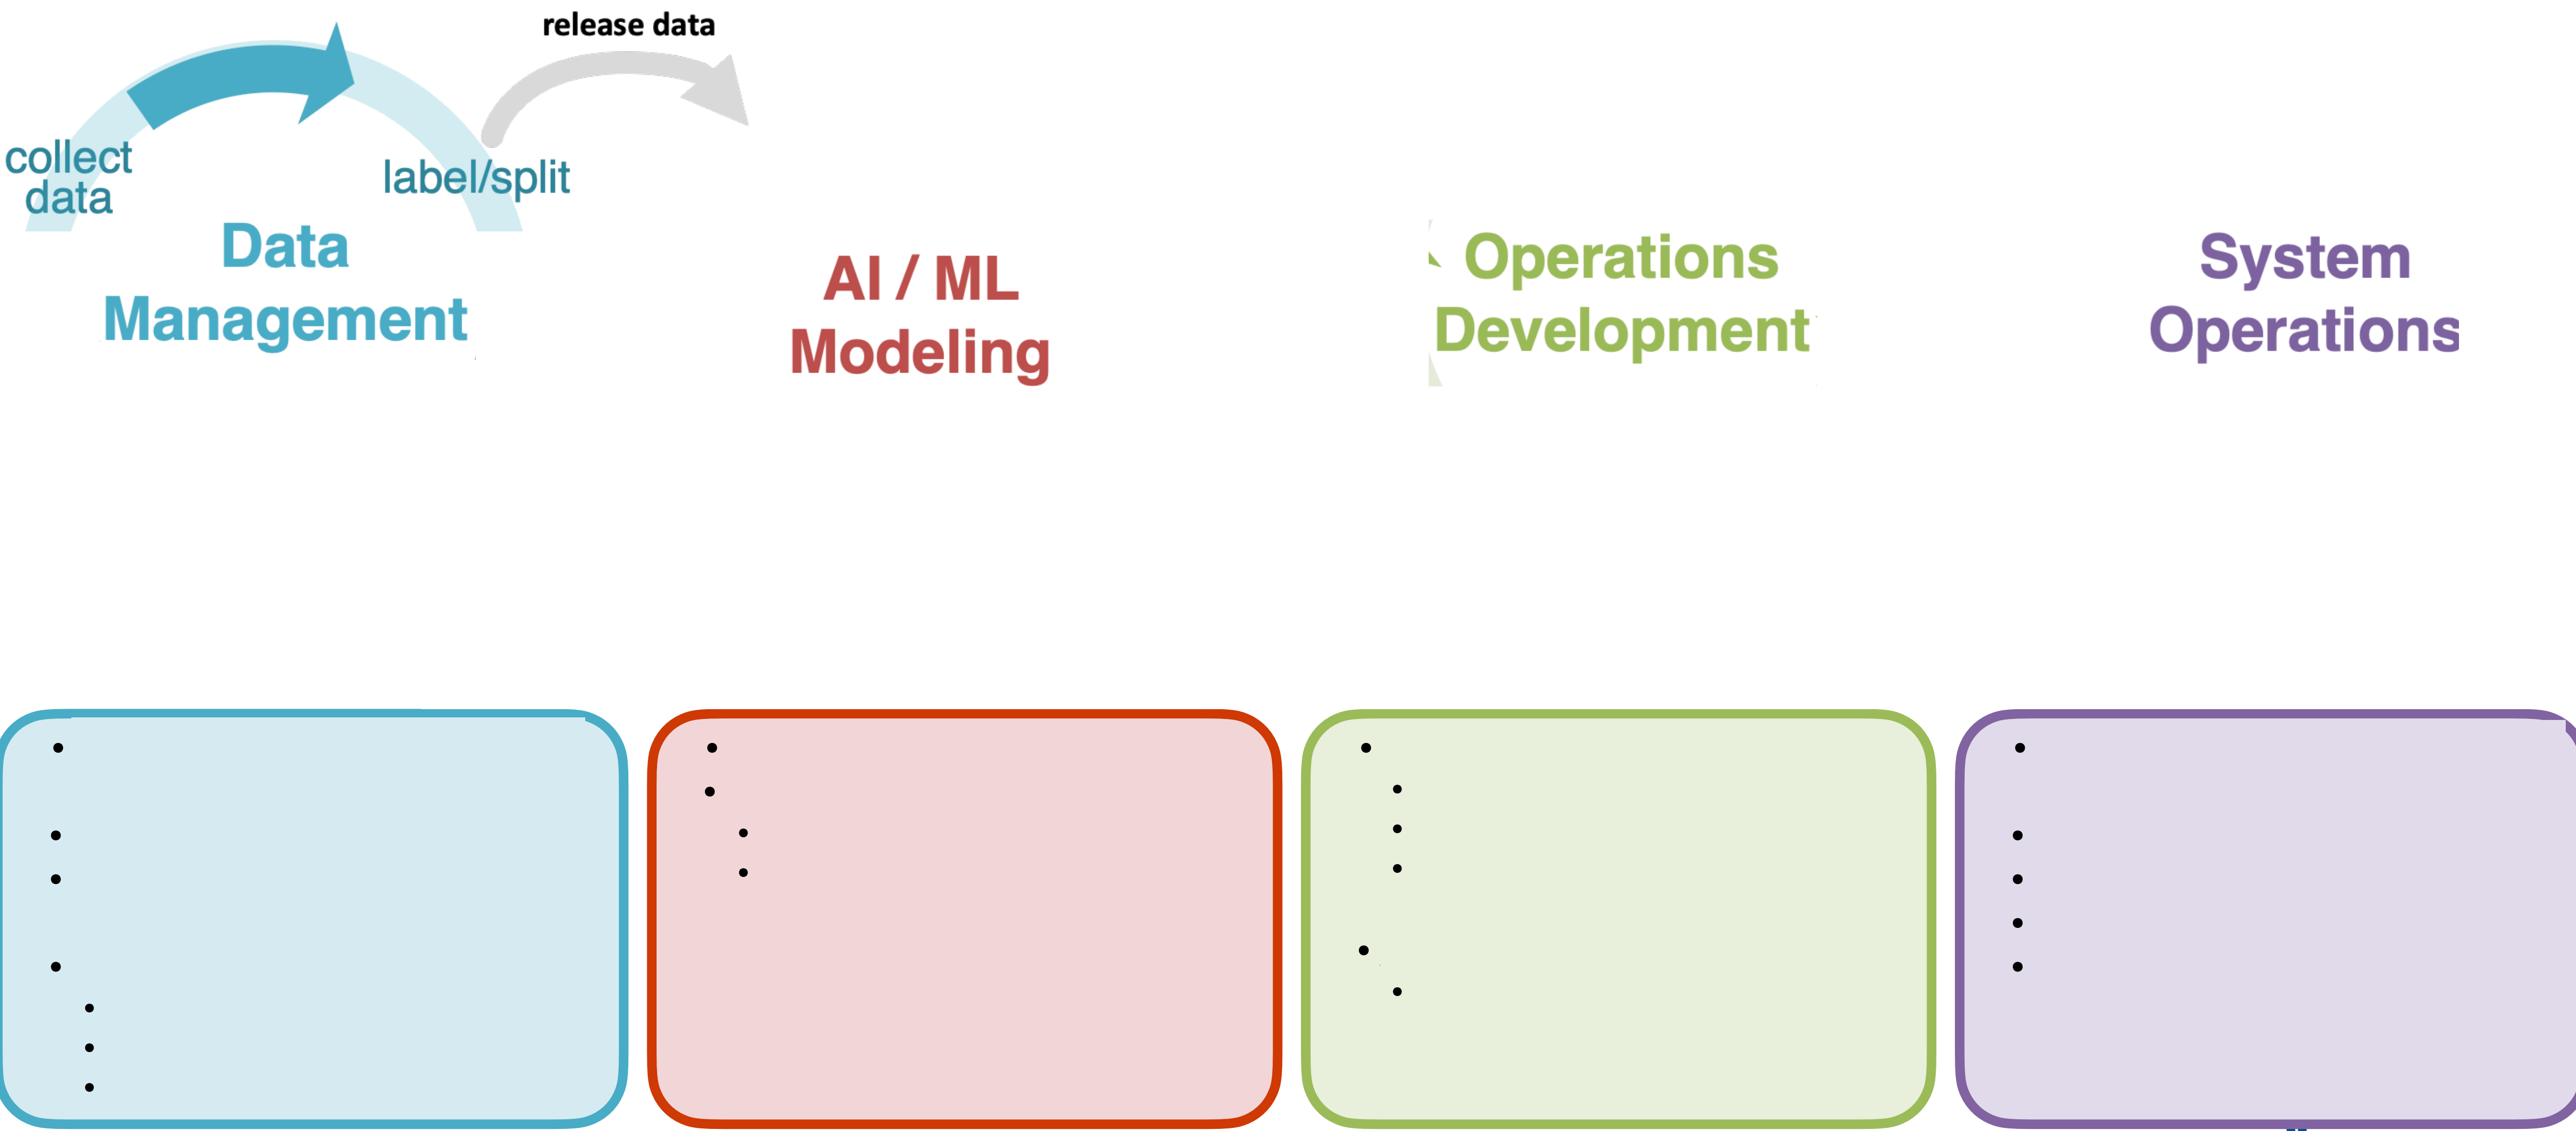 release data
collect
data
label/split
Data
Management
AI / ML
Modeling
Operations
Development
System
Operations